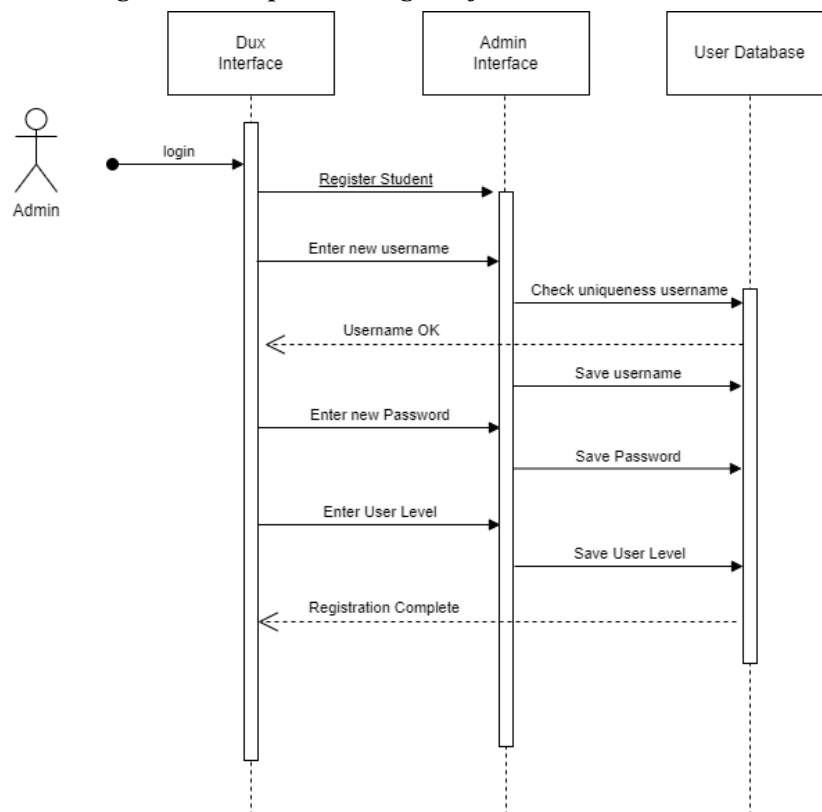 Dux
Interface
Admin
Interface
User Database
login
Admin
Register Student
Enter new username
Check uniqueness username
Username OK
Save username
Enter new Password
Save Password
Enter User Level
Save User Level
Registration Complete